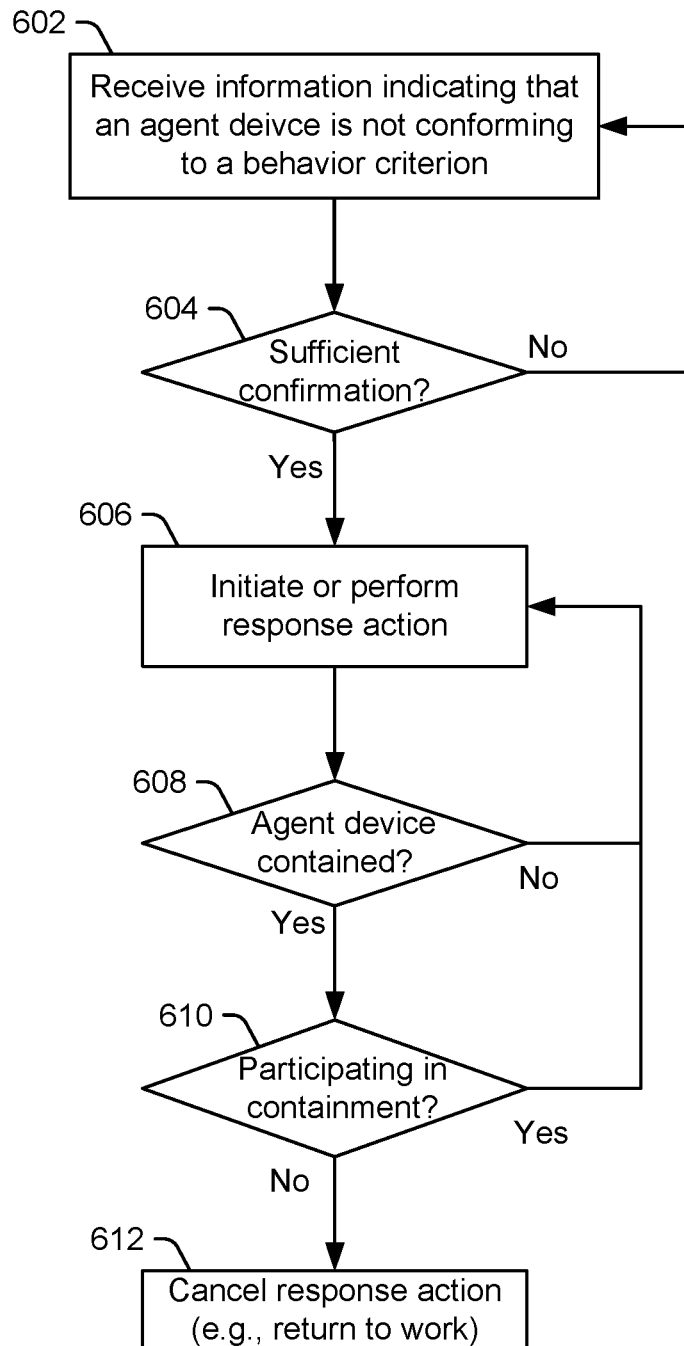 602
Receive information indicating that
an agent deivce is not conforming
to a behavior criterion
604
Sufficient
confirmation?
No
Yes
606
Initiate or perform
response action
608
Agent device
contained?
No
Yes
610
Participating in
containment?
Yes
No
612
Cancel response action
(e.g., return to work)